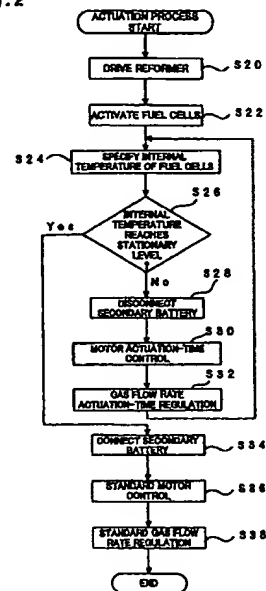 ACTUATION PROCESS
START
DRIVE REFORMER
S20
ACTIVATE FUEL CELLS
S22
S24
SPECIFY INTERNAL
TEMPERATURE OF FUEL CELLS
S26
INTERNAL
TEMPERATURE
REACHES
STATIONARY
LEVEL
Yes
No
S28
DISCONNECT
SECONDARY BATTERY
S30
MOTOR ACTUATION-TIME
CONTROL
S32
GAS FLOW RATE
ACTUATION-TIME REGULATION
CONNECT SECONDARY
BATTERY
S34
STANDARD MOTOR
CONTROL
S36
STANDARD GAS FLOW
RATE REGULATION
S38
END